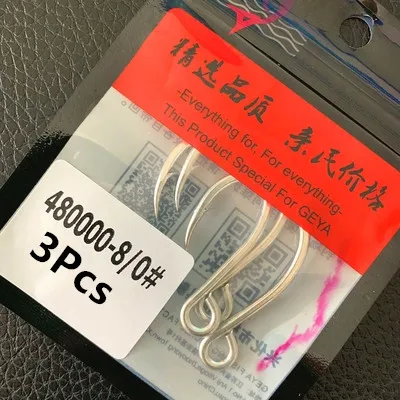 精选品质 亲民价格
-Everything for. For everything-
This Product Special For GEYA
480000-8/0#
3Pcs